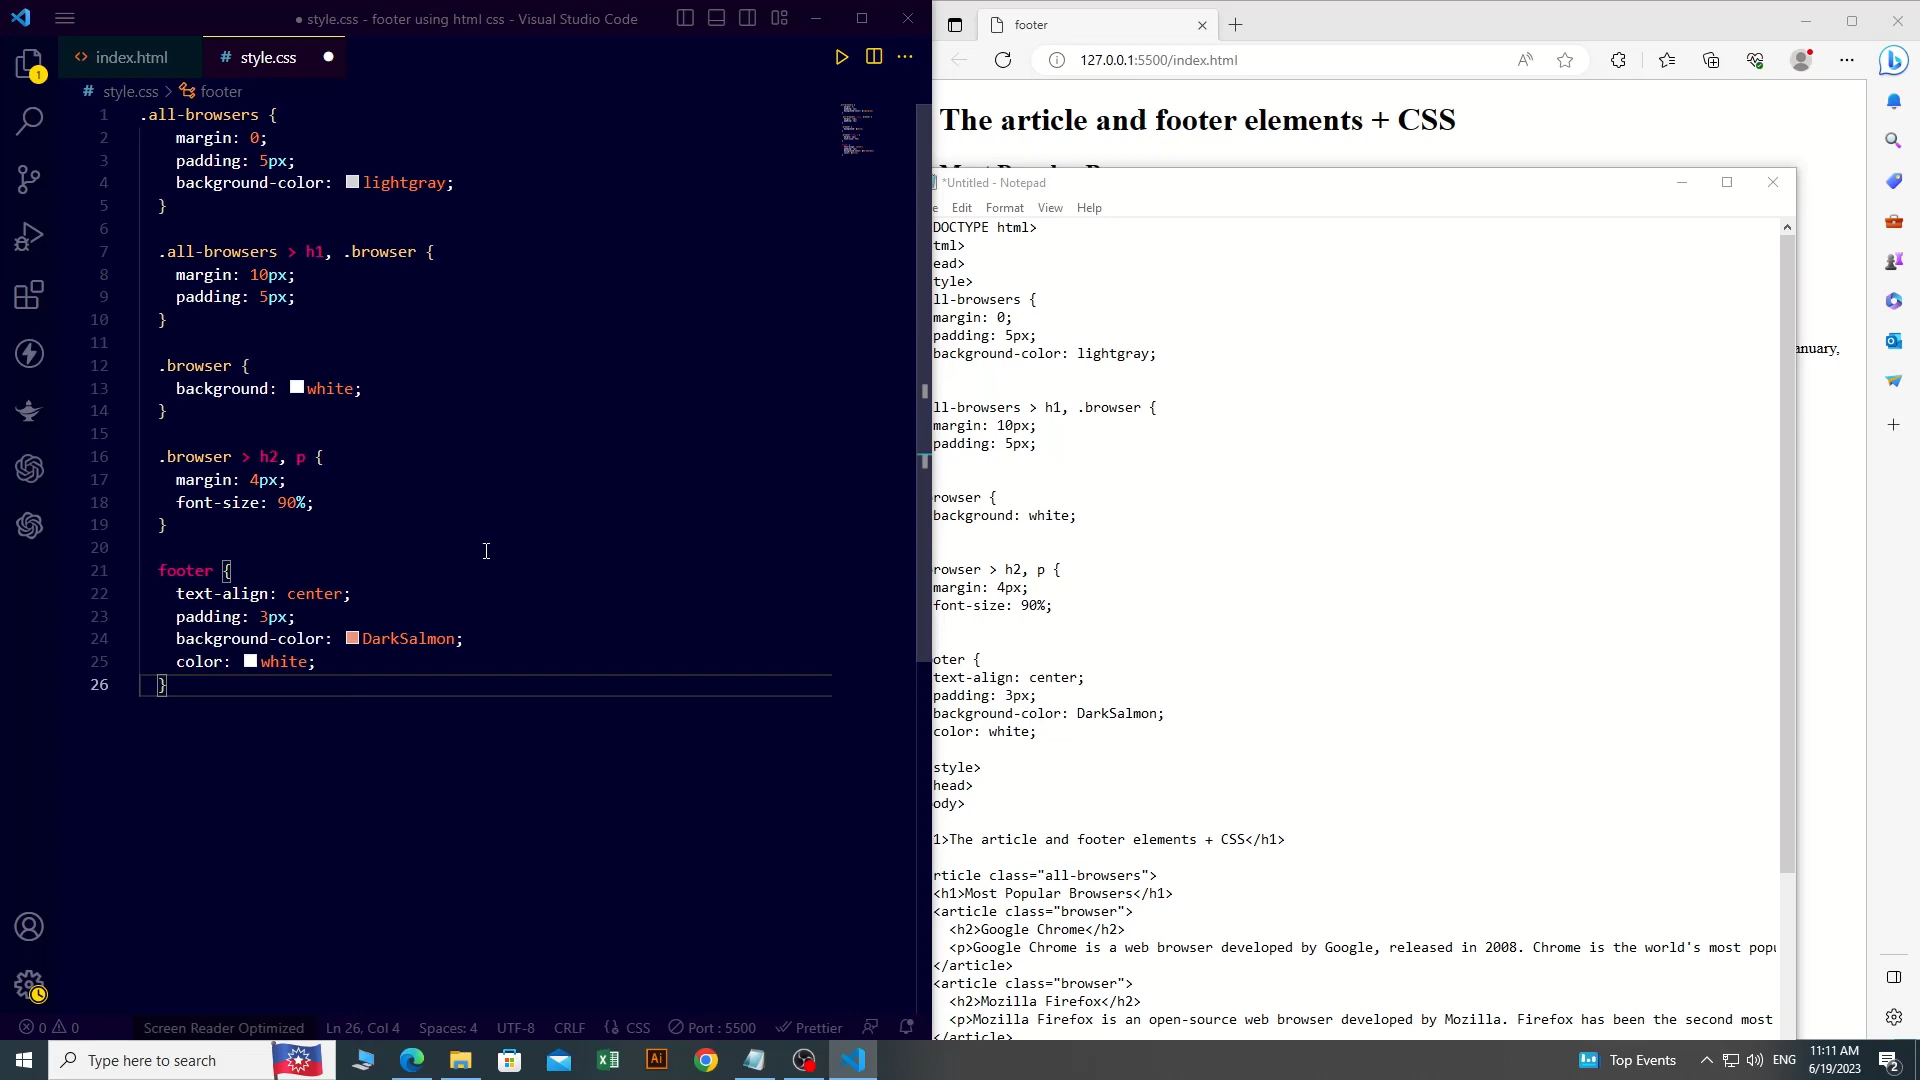 ● style.css - footer using html css - Visual Studio Code
<> index.html
# style.css ●
# style.css > footer
1 .all-browsers {
2 margin: 0;
3 padding: 5px;
4 background-color: lightgray;
5 }
6
7 .all-browsers > h1, .browser {
8 margin: 10px;
9 padding: 5px;
10 }
11
12 .browser {
13 background: white;
14 }
15
16 .browser > h2, p {
17 margin: 4px;
18 font-size: 90%;
19 }
20
21 footer {
22 text-align: center;
23 padding: 3px;
24 background-color: DarkSalmon;
25 color: white;
26 }
1
0 0 Screen Reader Optimized Ln 26, Col 4 Spaces: 4 UTF-8 CRLF {} CSS Port : 5500 Prettier
footer
127.0.0.1:5500/index.html
The article and footer elements + CSS
anuary,
*Untitled - Notepad
e Edit Format View Help
DOCTYPE html>
tml>
ead>
tyle>
ll-browsers {
margin: 0;
padding: 5px;
background-color: lightgray;
ll-browsers > h1, .browser {
margin: 10px;
padding: 5px;
rowser {
background: white;
rowser > h2, p {
margin: 4px;
font-size: 90%;
oter {
text-align: center;
padding: 3px;
background-color: DarkSalmon;
color: white;
style>
head>
ody>
1>The article and footer elements + CSS</h1>
rticle class="all-browsers">
<h1>Most Popular Browsers</h1>
<article class="browser">
<h2>Google Chrome</h2>
<p>Google Chrome is a web browser developed by Google, released in 2008. Chrome is the world's most popu
</article>
<article class="browser">
<h2>Mozilla Firefox</h2>
<p>Mozilla Firefox is an open-source web browser developed by Mozilla. Firefox has been the second most
</article>
Type here to search
Ai
Top Events
ENG
11:11 AM
6/19/2023
2